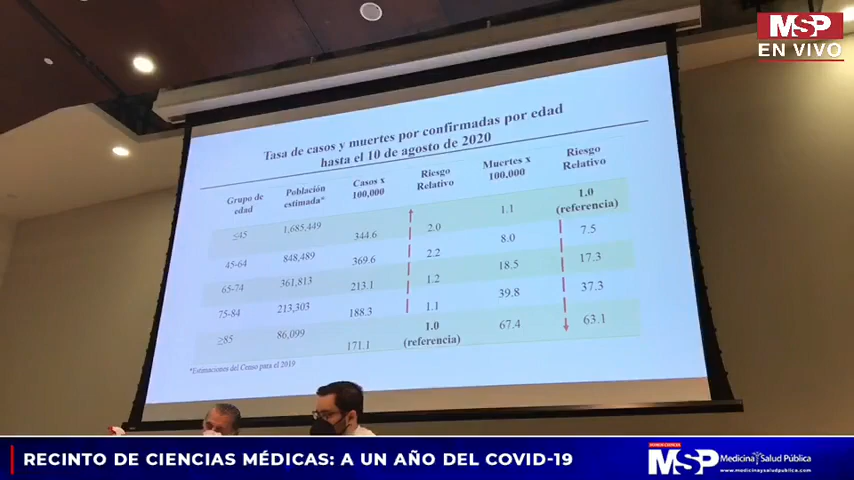 MSP
EN VIVO
Tasa de casos y muertes por confirmadas por edad
hasta el 10 de agosto de 2020
Grupo de edad Población estimada* Casos x 100,000 Riesgo Relativo Muertes x 100,000 Riesgo Relativo
≤45 1,685,449 344.6 2.0 1.1 1.0 (referencia)
45-64 848,489 369.6 2.2 8.0 7.5
65-74 361,813 213.1 1.2 18.5 17.3
75-84 213,303 188.3 1.1 39.8 37.3
≥85 86,099 171.1 1.0 (referencia) 67.4 63.1
*Estimaciones del Censo para el 2019
RECINTO DE CIENCIAS MÉDICAS: A UN AÑO DEL COVID-19
MSP Medicina y Salud Pública
www.medicinaysaludpublica.com